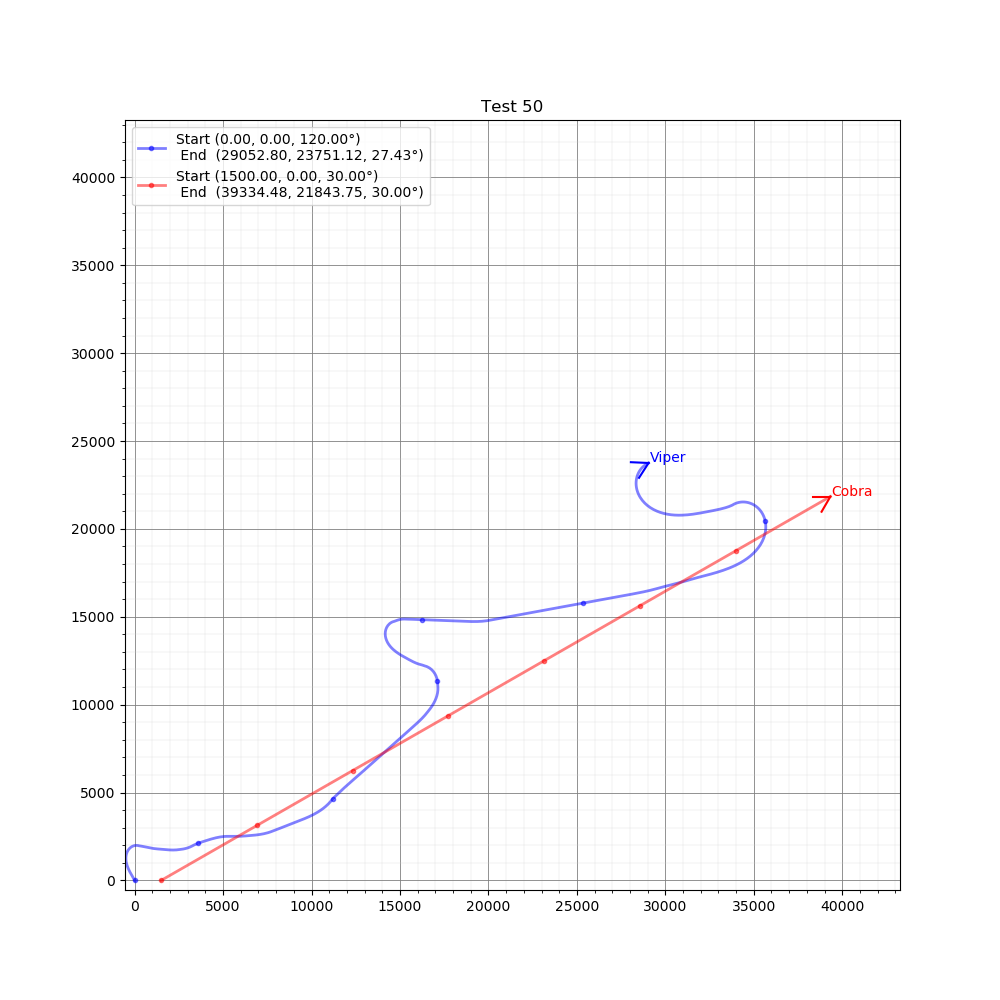 Test 50
Start (0.00, 0.00, 120.00°)
End (29052.80, 23751.12, 27.43°)
Start (1500.00, 0.00, 30.00°)
End (39334.48, 21843.75, 30.00°)
40000
35000
30000
25000
20000
15000
10000
5000
0
Viper
Cobra
0 5000 10000 15000 20000 25000 30000 35000 40000